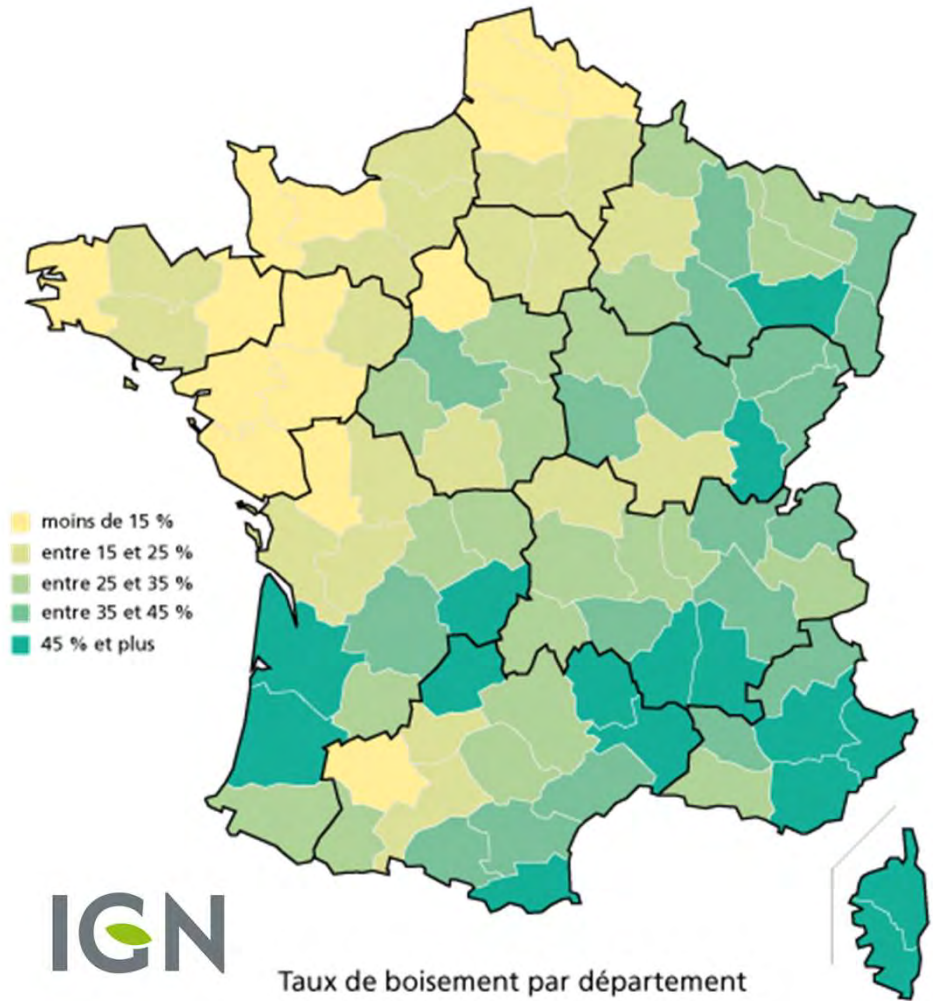 moins de 15 %
entre 15 et 25 %
entre 25 et 35 %
entre 35 et 45 %
45 % et plus
IGN
Taux de boisement par département